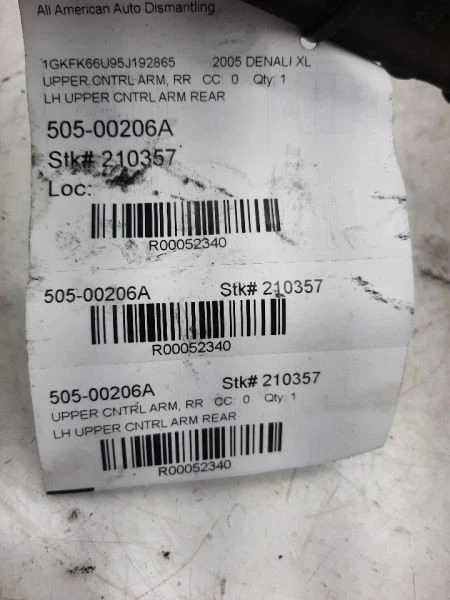 All American Auto Dismantling
1GKFK66U95J192865 2005 DENALI XL
UPPER CNTRL ARM, RR CC: 0 Qty: 1
LH UPPER CNTRL ARM REAR
505-00206A
Stk# 210357
Loc:
R00052340
505-00206A Stk# 210357
R00052340
505-00206A Stk# 210357
UPPER CNTRL ARM, RR CC: 0 Qty: 1
LH UPPER CNTRL ARM REAR
R00052340